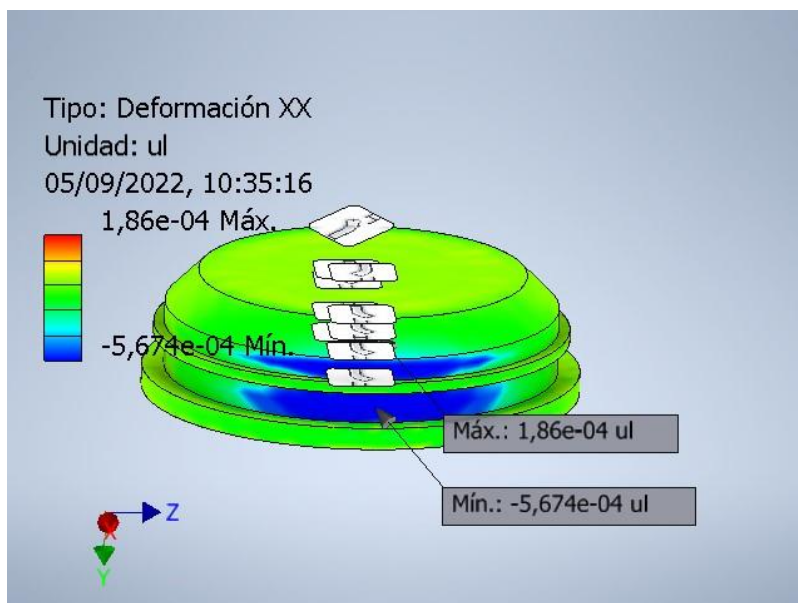 Tipo: Deformación XX
Unidad: ul
05/09/2022, 10:35:16
1,86e-04 Máx.
-5,674e-04 Mín.
Máx.: 1,86e-04 ul
Mín.: -5,674e-04 ul
Z
X
Y